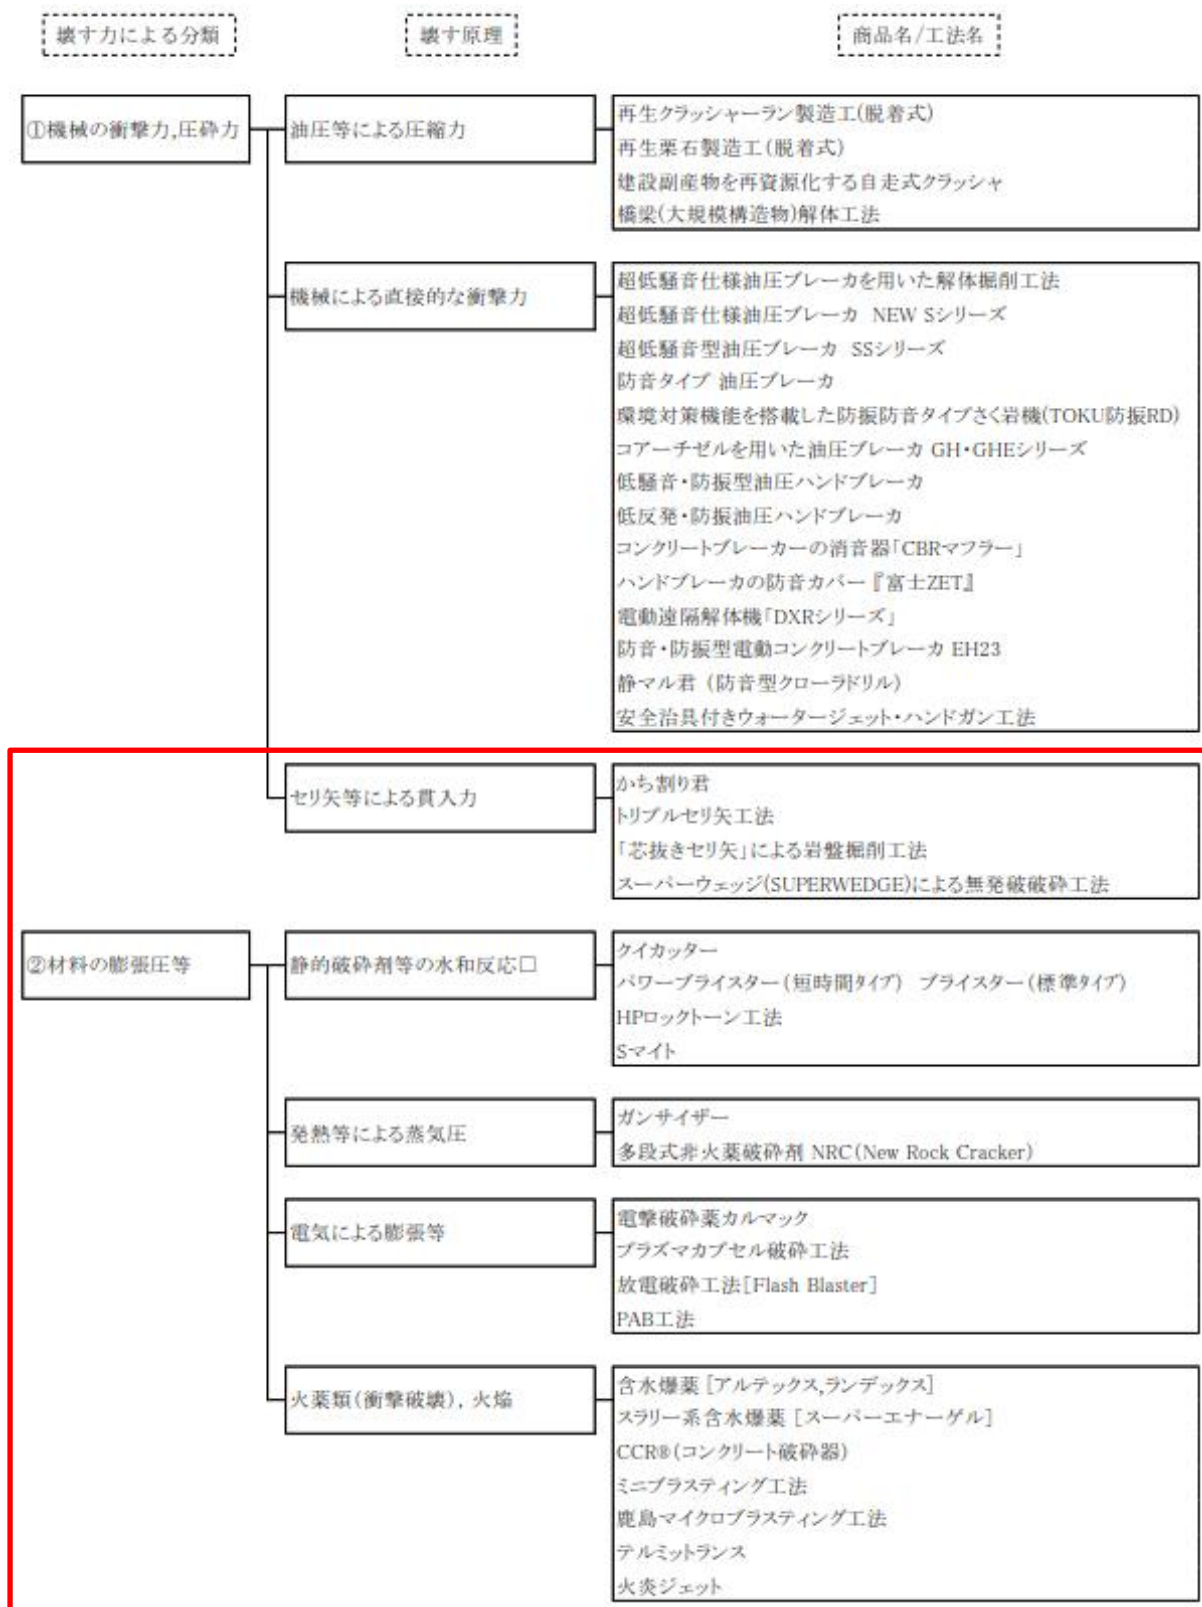 壊す力による分類
壊す原理
商品名/工法名
①機械の衝撃力,圧砕力
油圧等による圧縮力
再生クラッシャーラン製造工(脱着式)
再生栗石製造工(脱着式)
建設副産物を再資源化する自走式クラッシャ
橋梁(大規模構造物)解体工法
機械による直接的な衝撃力
超低騒音仕様油圧ブレーカを用いた解体掘削工法
超低騒音仕様油圧ブレーカ NEW Sシリーズ
超低騒音型油圧ブレーカ SSシリーズ
防音タイプ 油圧ブレーカ
環境対策機能を搭載した防振防音タイプさく岩機(TOKU防振RD)
コアーチゼルを用いた油圧ブレーカ GH・GHEシリーズ
低騒音・防振型油圧ハンドブレーカ
低反発・防振油圧ハンドブレーカ
コンクリートブレーカーの消音器「CBRマフラー」
ハンドブレーカの防音カバー『富士ZET』
電動遠隔解体機「DXRシリーズ」
防音・防振型電動コンクリートブレーカ EH23
静マル君 (防音型クローラドリル)
安全治具付きウォータージェット・ハンドガン工法
セリ矢等による貫入力
かち割り君
トリプルセリ矢工法
「芯抜きセリ矢」による岩盤掘削工法
スーパーウェッジ(SUPERWEDGE)による無発破破砕工法
②材料の膨張圧等
静的破砕剤等の水和反応□
クイカッター
パワーブライスター(短時間タイプ) ブライスター(標準タイプ)
HPロックトーン工法
Sマイト
発熱等による蒸気圧
ガンサイザー
多段式非火薬破砕剤 NRC(New Rock Cracker)
電気による膨張等
電撃破砕薬カルマック
プラズマカプセル破砕工法
放電破砕工法[Flash Blaster]
PAB工法
火薬類(衝撃破壊), 火焔
含水爆薬 [アルテックス,ランデックス]
スラリー系含水爆薬 [スーパーエナーゲル]
CCR®(コンクリート破砕器)
ミニブラスティング工法
鹿島マイクロブラスティング工法
テルミットランス
火炎ジェット